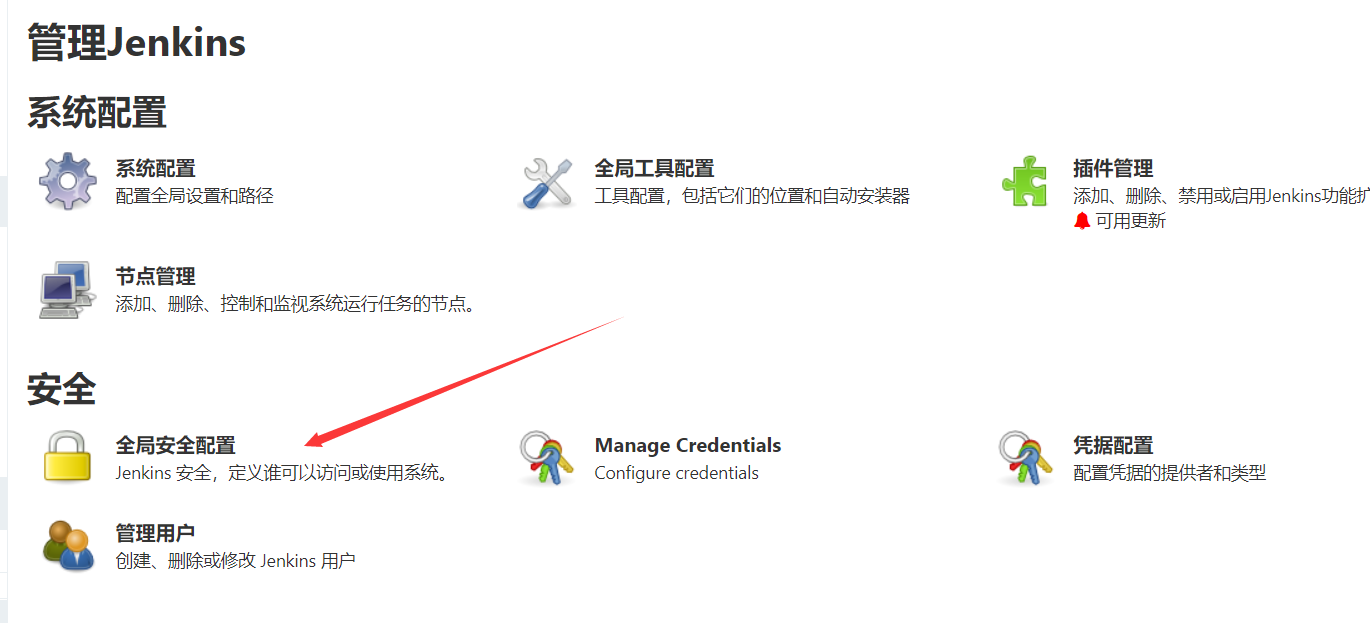 管理Jenkins
系统配置
系统配置
配置全局设置和路径
全局工具配置
工具配置，包括它们的位置和自动安装器
插件管理
添加、删除、禁用或启用Jenkins功能扩
可用更新
节点管理
添加、删除、控制和监视系统运行任务的节点。
安全
全局安全配置
Jenkins 安全，定义谁可以访问或使用系统。
Manage Credentials
Configure credentials
凭据配置
配置凭据的提供者和类型
管理用户
创建、删除或修改 Jenkins 用户